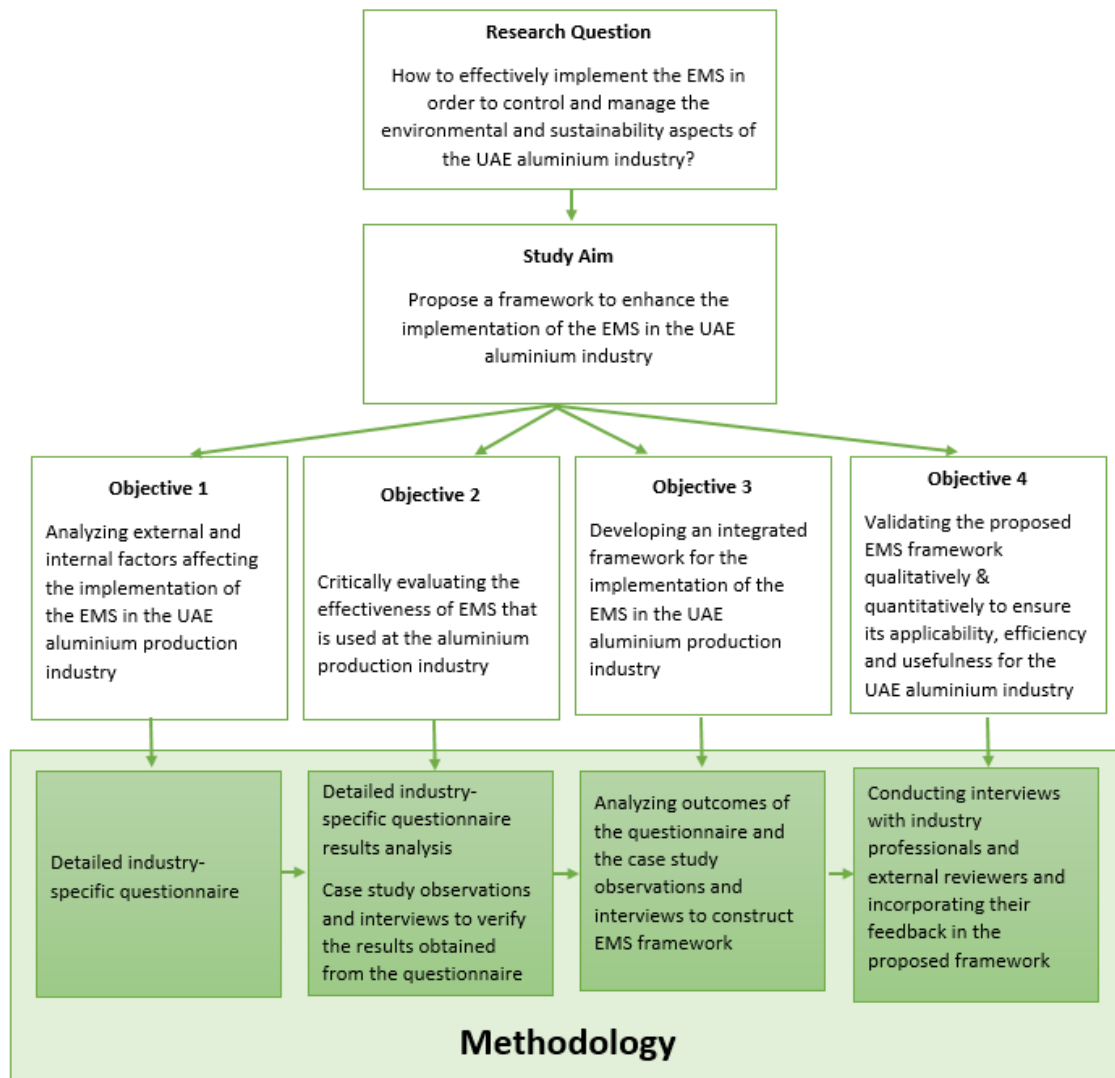 Research Question
How to effectively implement the EMS in
order to control and manage the
environmental and sustainability aspects of
the UAE aluminium industry?
Study Aim
Propose a framework to enhance the
implementation of the EMS in the UAE
aluminium industry
Objective 1
Analyzing external and
internal factors affecting
the implementation of
the EMS in the UAE
aluminium production
industry
Objective 2
Critically evaluating the
effectiveness of EMS that
is used at the aluminium
production industry
Objective 3
Developing an integrated
framework for the
implementation of the
EMS in the UAE
aluminium production
industry
Objective 4
Validating the proposed
EMS framework
qualitatively &
quantitatively to ensure
its applicability, efficiency
and usefulness for the
UAE aluminium industry
Detailed industry-
specific questionnaire
Detailed industry-
specific questionnaire
results analysis
Case study observations
and interviews to verify
the results obtained
from the questionnaire
Analyzing outcomes of
the questionnaire and
the case study
observations and
interviews to construct
EMS framework
Conducting interviews
with industry
professionals and
external reviewers and
incorporating their
feedback in the
proposed framework
Methodology